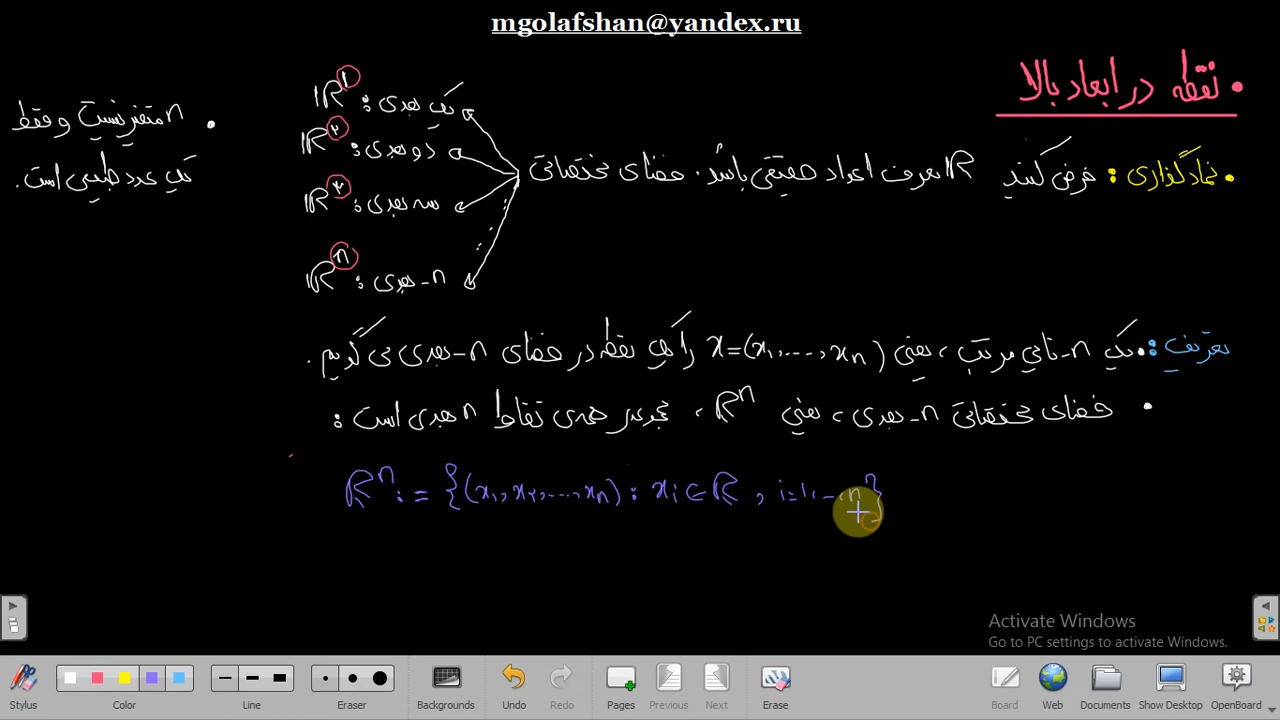 mgolafshan@yandex.ru
• نقطه در ابعاد بالا
• نمادگذاری : فرض کنید ℝ معرف اعداد حقیقی باشد. فضای مختصاتی
یک بعدی : ℝ¹
دو بعدی : ℝ²
سه بعدی : ℝ³
n-بعدی : ℝⁿ
• n متغیر نیست و فقط
یک عدد طبیعی است.
تعریف : یک n-تایی مرتب، یعنی x=(x₁,...,xₙ) را یک نقطه در فضای n-بعدی می گوییم.
• فضای مختصاتی n-بعدی، یعنی ℝⁿ، مجموعه همه‌ی نقاط n بعدی است :
ℝⁿ := {(x₁,x₂,...,xₙ) : xᵢ ∈ ℝ , i=1,...,n}
Activate Windows
Go to PC settings to activate Windows.
Stylus Color Line Eraser Backgrounds Undo Redo Pages Previous Next Erase Board Web Documents Show Desktop OpenBoard